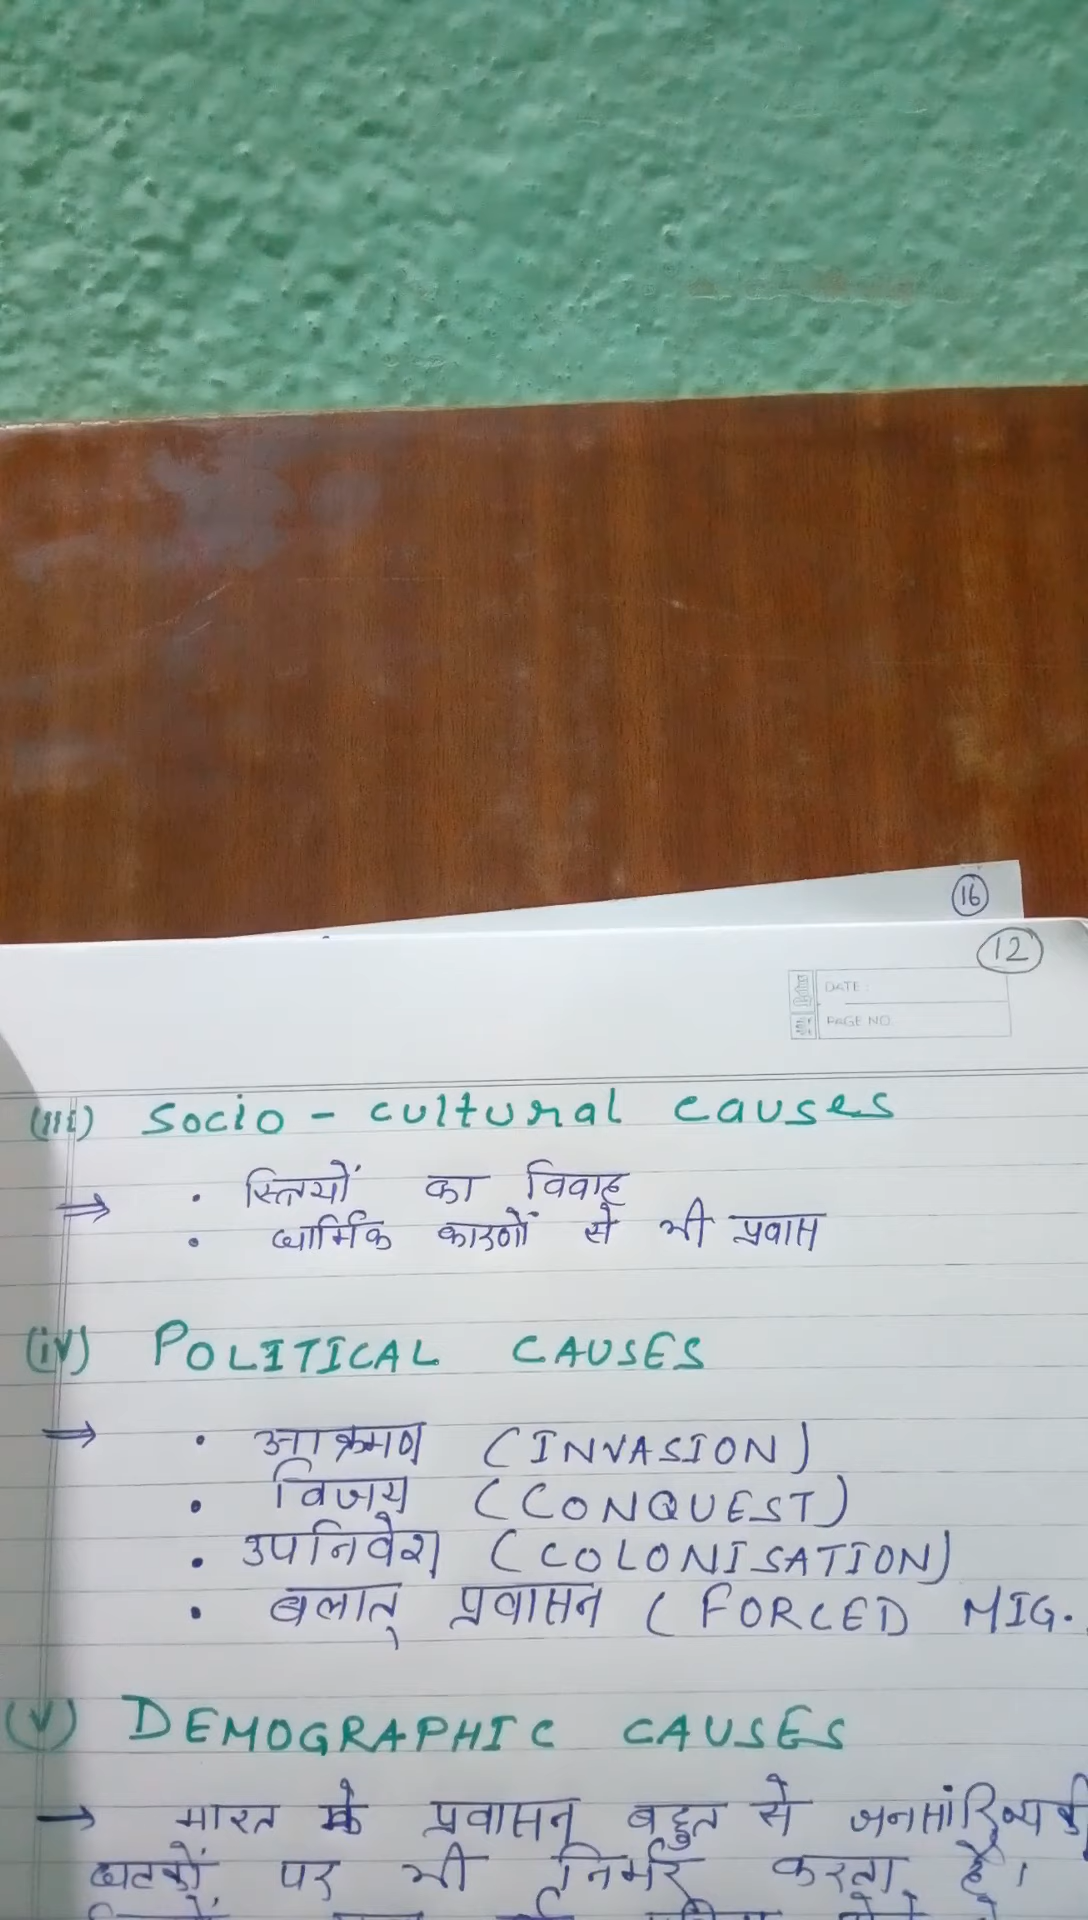 16
12
DATE:
PAGE NO.
(iii) Socio - cultural causes
⇒ • स्त्रियों का विवाह
• धार्मिक कारणों से भी प्रवास
(iv) POLITICAL CAUSES
⇒ • आक्रमण (INVASION)
• विजय (CONQUEST)
• उपनिवेश (COLONISATION)
• बलात् प्रवासन (FORCED MIG.
(v) DEMOGRAPHIC CAUSES
→ भारत के प्रवासन बहुत से जनसांख्यिकी
घटकों पर भी निर्भर करता है।